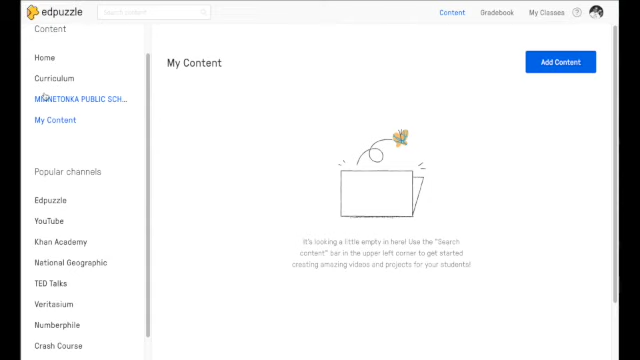 edpuzzle
Search content
Content
Gradebook
My Classes
?
Content
Home
Curriculum
MINNETONKA PUBLIC SCH...
My Content
Popular channels
Edpuzzle
YouTube
Khan Academy
National Geographic
TED Talks
Veritasium
Numberphile
Crash Course
My Content
Add Content
It's looking a little empty in here! Use the "Search
content" bar in the upper left corner to get started
creating amazing videos and projects for your students!